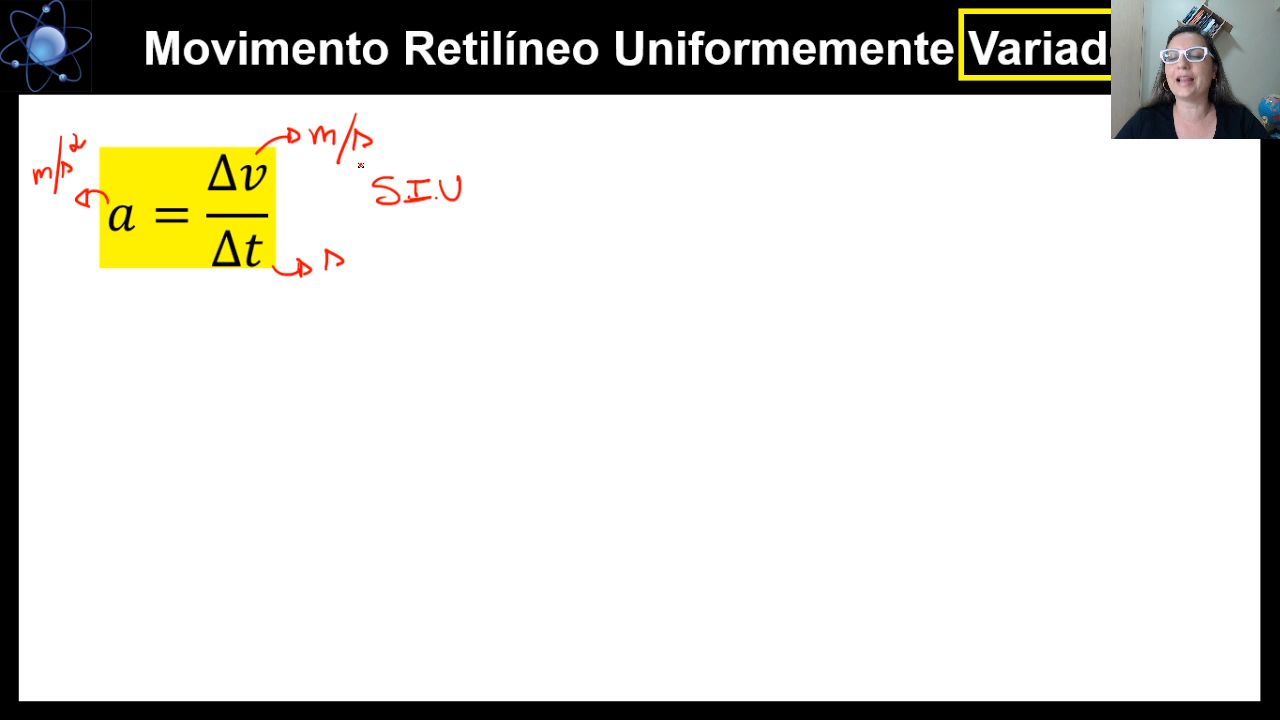 Movimento Retilíneo Uniformemente Variad
m/s²
a = Δv/Δt
m/s
S.I.U
s